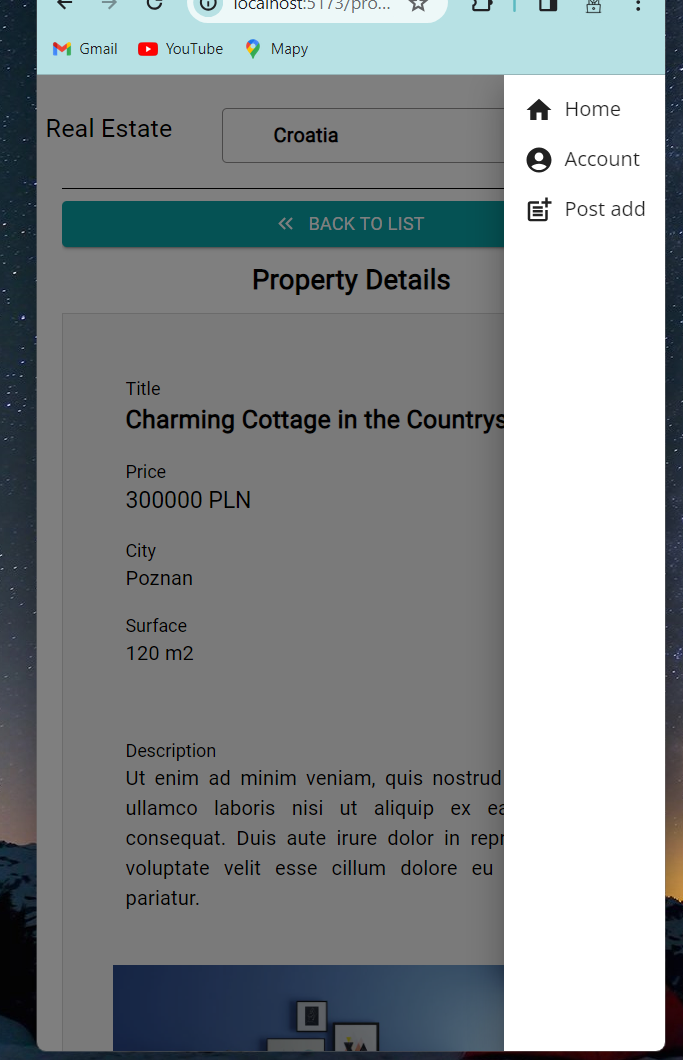 localhost:5173/pro...
Gmail YouTube Mapy
Real Estate
Croatia
Home
Account
Post add
BACK TO LIST
Property Details
Title
Charming Cottage in the Countrys
Price
300000 PLN
City
Poznan
Surface
120 m2
Description
Ut enim ad minim veniam, quis nostrud
ullamco laboris nisi ut aliquip ex ea
consequat. Duis aute irure dolor in repr
voluptate velit esse cillum dolore eu
pariatur.